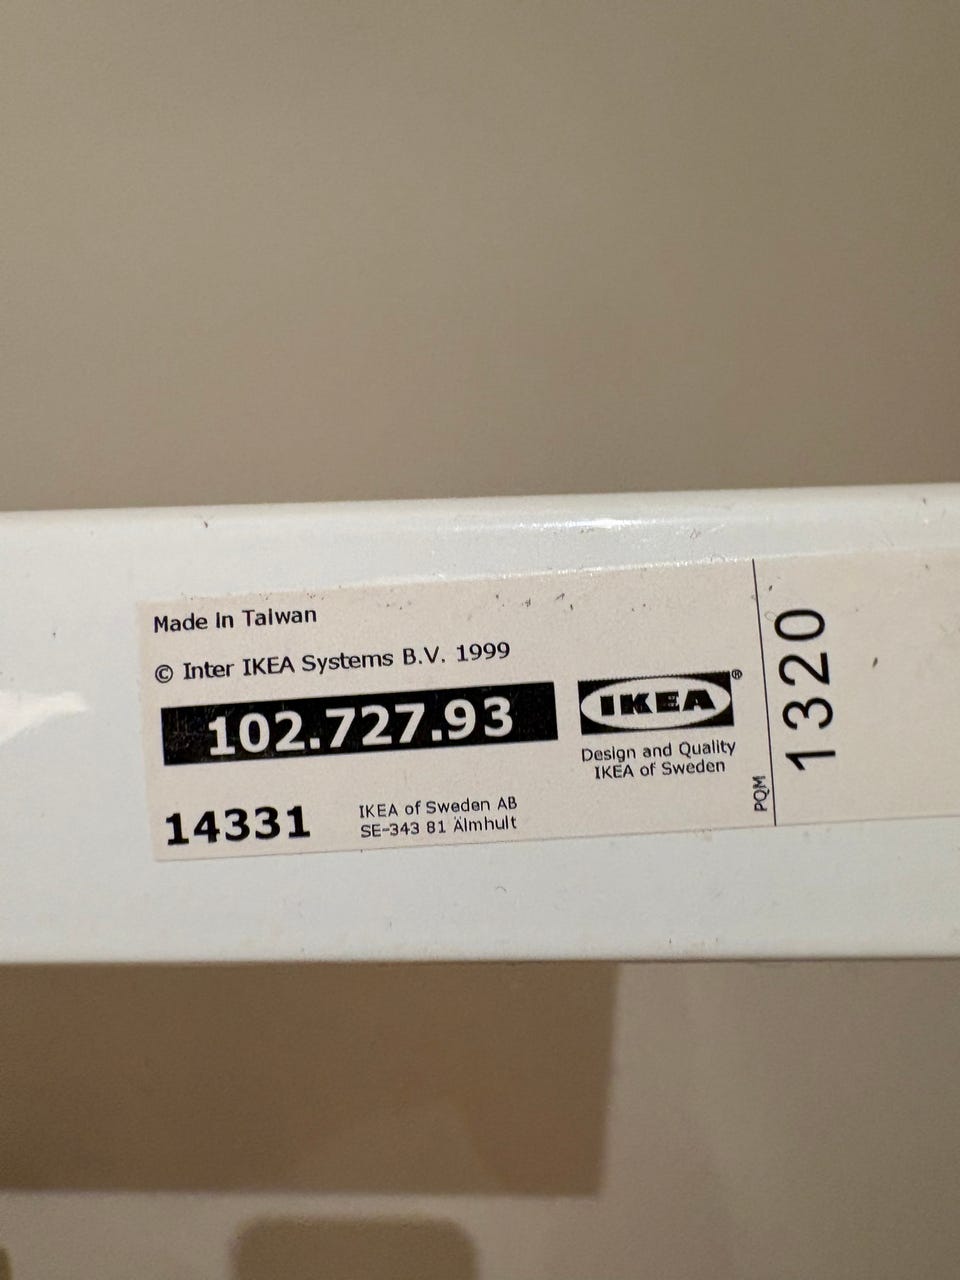 Made in Taiwan
© Inter IKEA Systems B.V. 1999
102.727.93
IKEA®
Design and Quality
IKEA of Sweden
14331
IKEA of Sweden AB
SE-343 81 Älmhult
PQM
1320